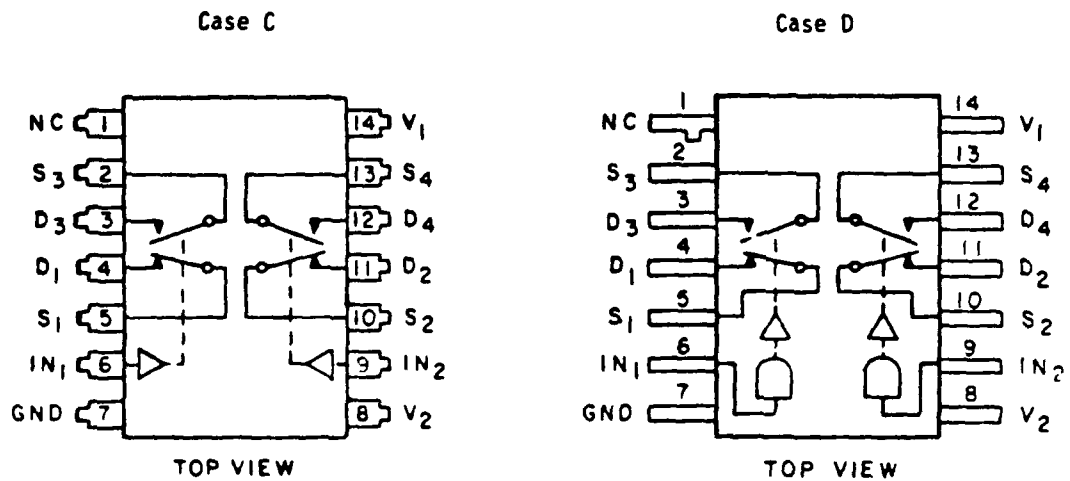 Case C
NC 1 14 V1
S3 2 13 S4
D3 3 12 D4
D1 4 11 D2
S1 5 10 S2
IN1 6 9 IN2
GND 7 8 V2
TOP VIEW
Case D
NC 1 14 V1
S3 2 13 S4
D3 3 12 D4
D1 4 11 D2
S1 5 10 S2
IN1 6 9 IN2
GND 7 8 V2
TOP VIEW